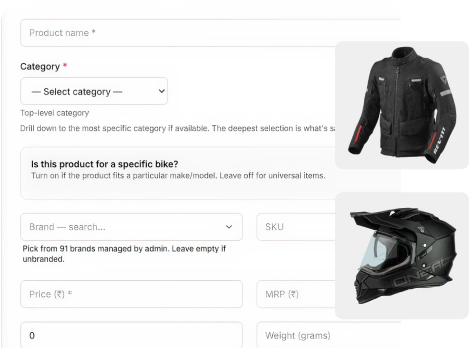 Product name *
Category *
— Select category —
Top-level category
Drill down to the most specific category if available. The deepest selection is what's sa
Is this product for a specific bike?
Turn on if the product fits a particular make/model. Leave off for universal items.
Brand — search...
SKU
Pick from 91 brands managed by admin. Leave empty if
unbranded.
Price (₹) *
MRP (₹)
0
Weight (grams)
REV'IT!